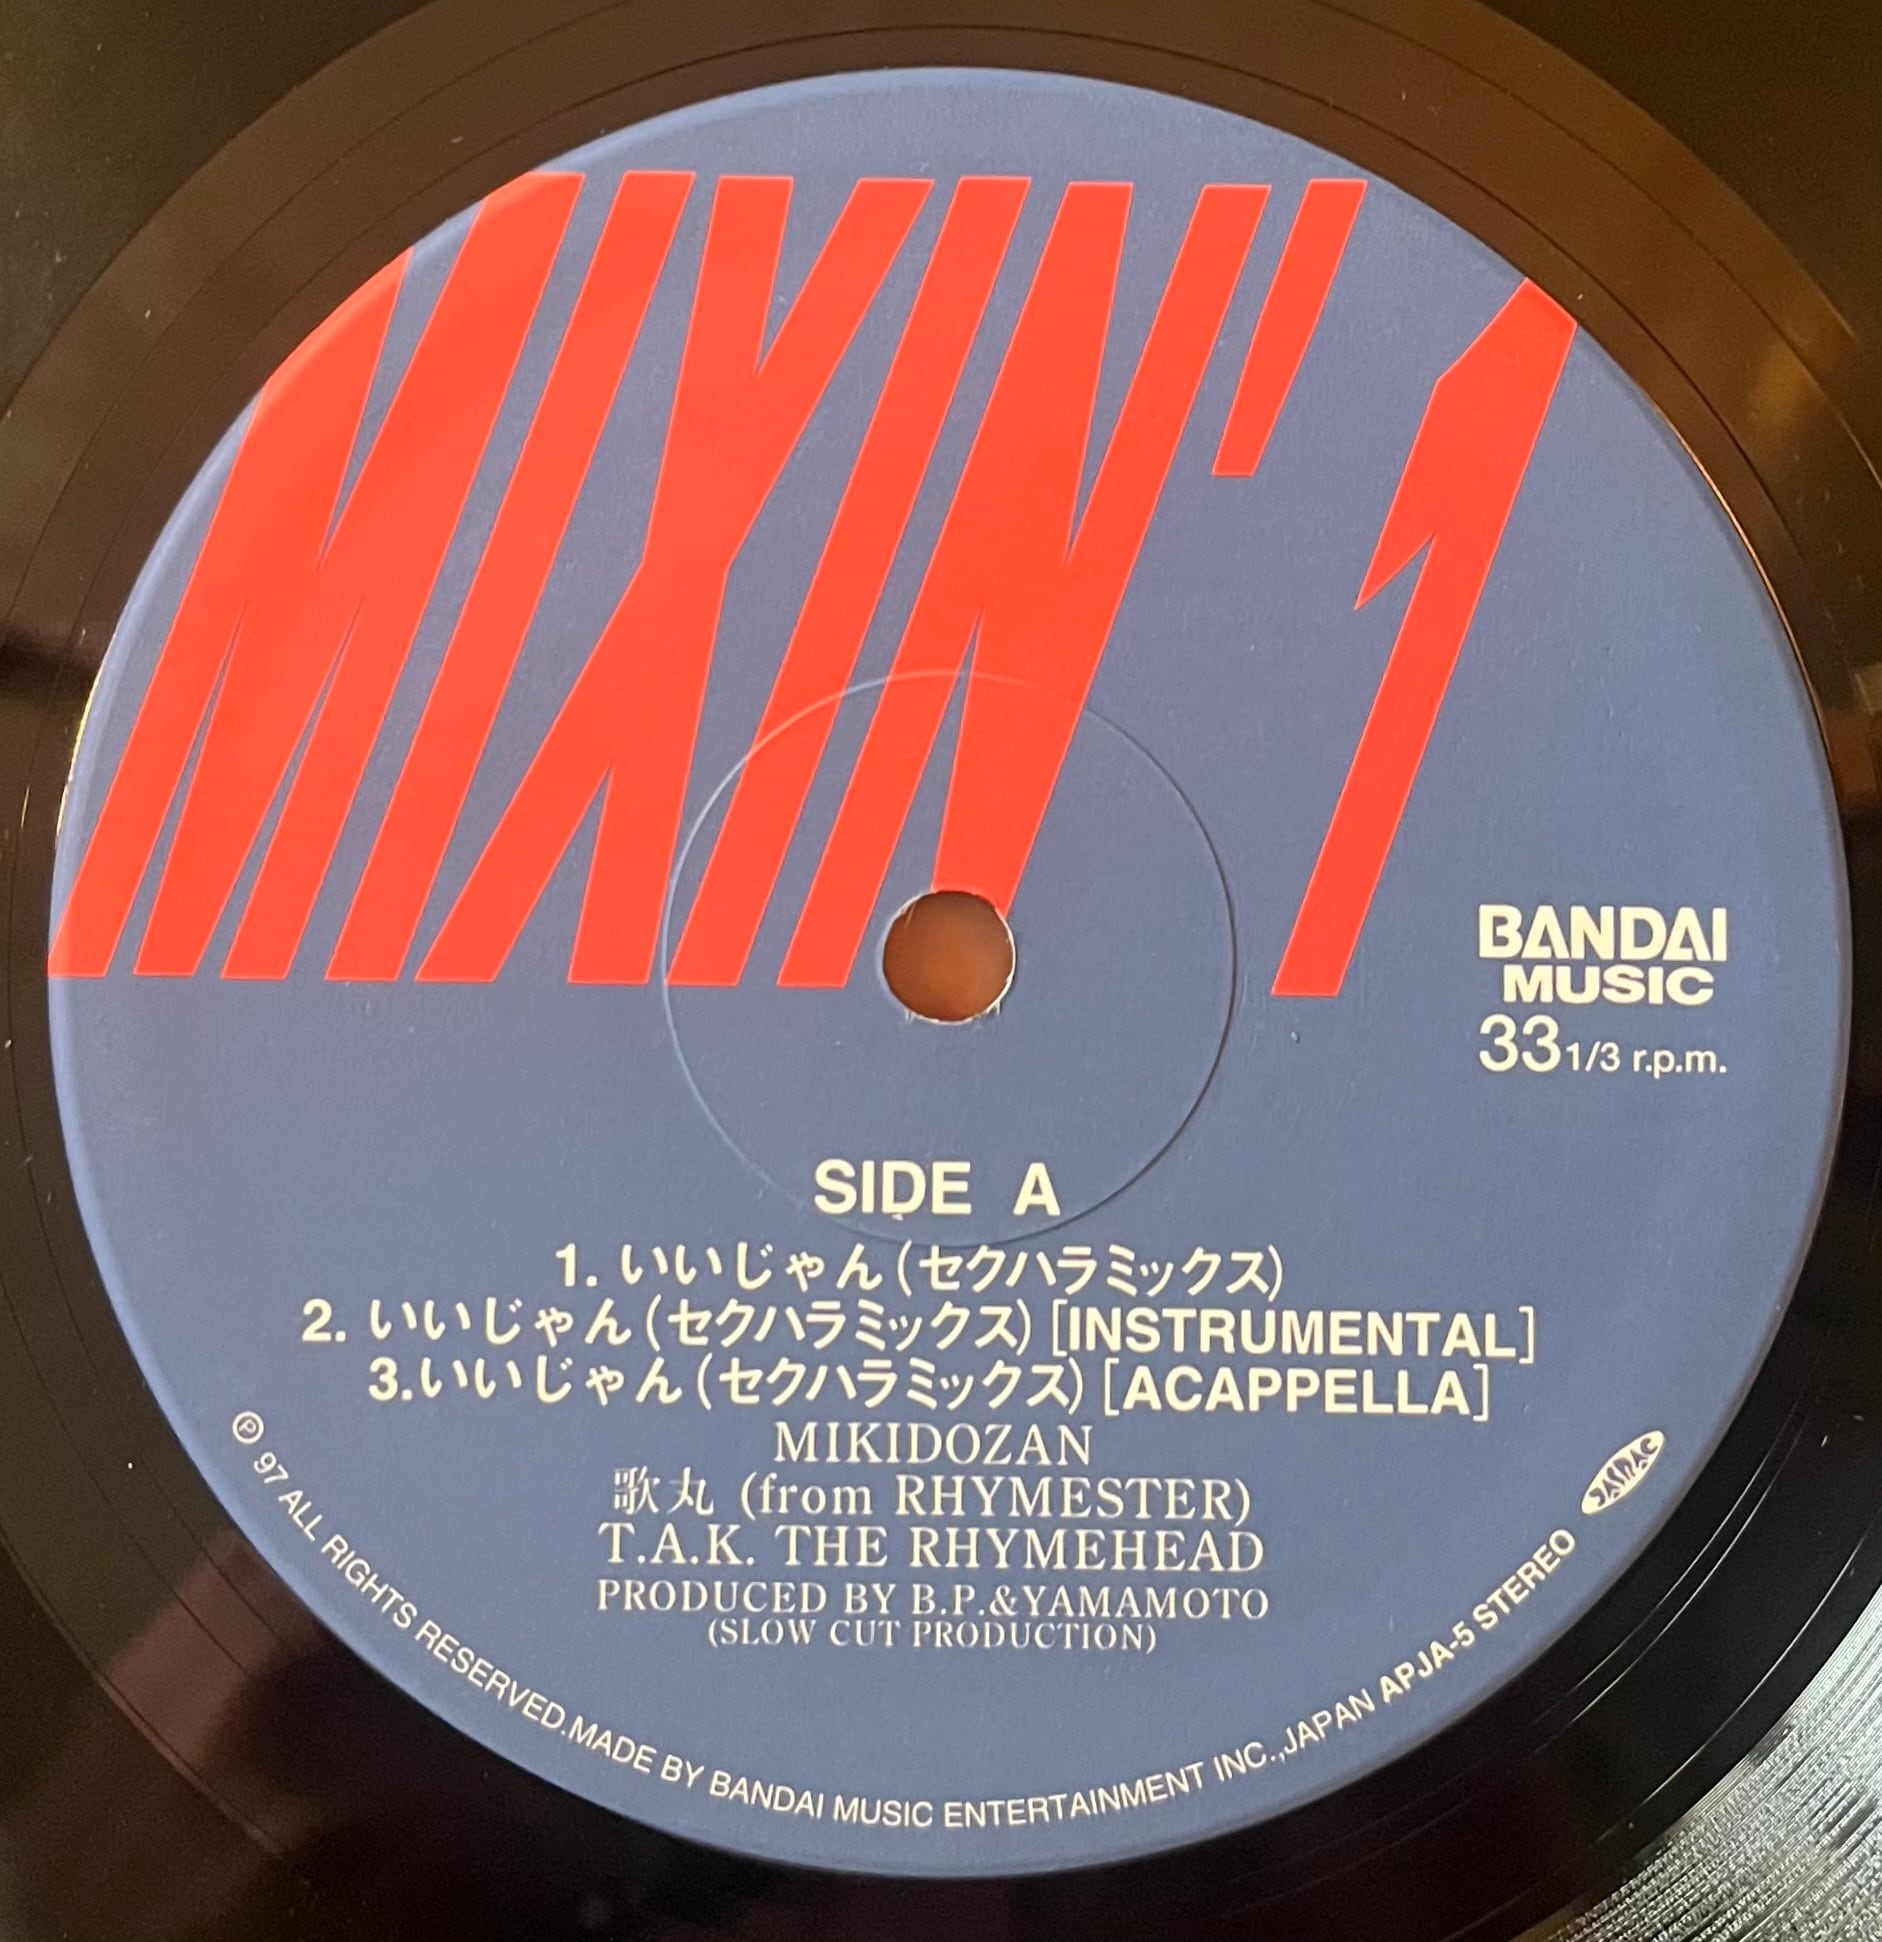 MIXIN' 1
BANDAI
MUSIC
33 1/3 r.p.m.
SIDE A
1. いいじゃん(セクハラミックス)
2. いいじゃん(セクハラミックス) [INSTRUMENTAL]
3.いいじゃん(セクハラミックス) [ACAPPELLA]
MIKIDOZAN
歌丸 (from RHYMESTER)
T.A.K. THE RHYMEHEAD
PRODUCED BY B.P.&YAMAMOTO
(SLOW CUT PRODUCTION)
Ⓟ 97 ALL RIGHTS RESERVED.MADE BY BANDAI MUSIC ENTERTAINMENT INC.,JAPAN APJA-5 STEREO
JASRAC